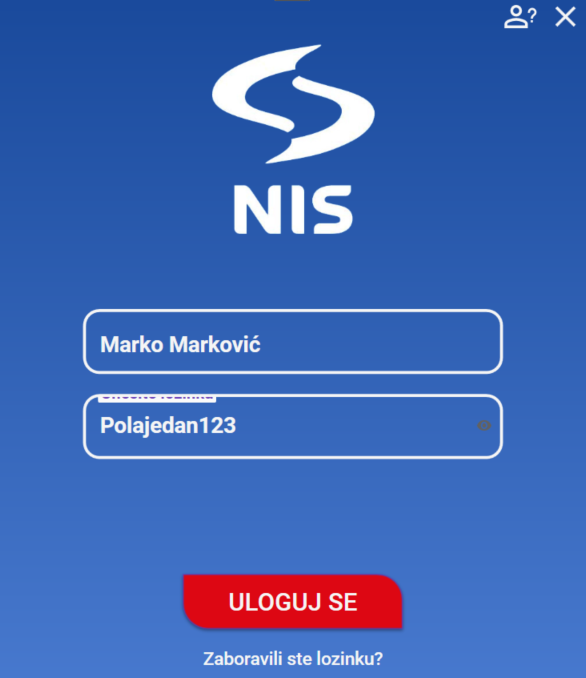 ?
NIS
Marko Marković
Polajedan123
ULOGUJ SE
Zaboravili ste lozinku?